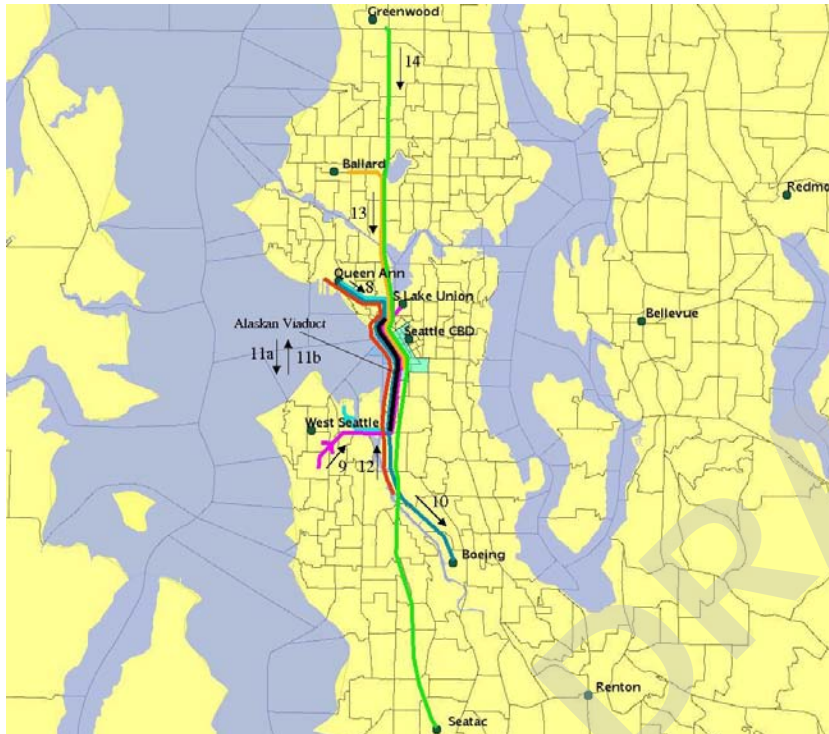 Greenwood
14
Ballard
Redmo
13
Queen Ann
8
S Lake Union
Bellevue
Alaskan Viaduct
Seattle CBD
11a
11b
West Seattle
9
12
10
Boeing
Renton
Seatac
DRA